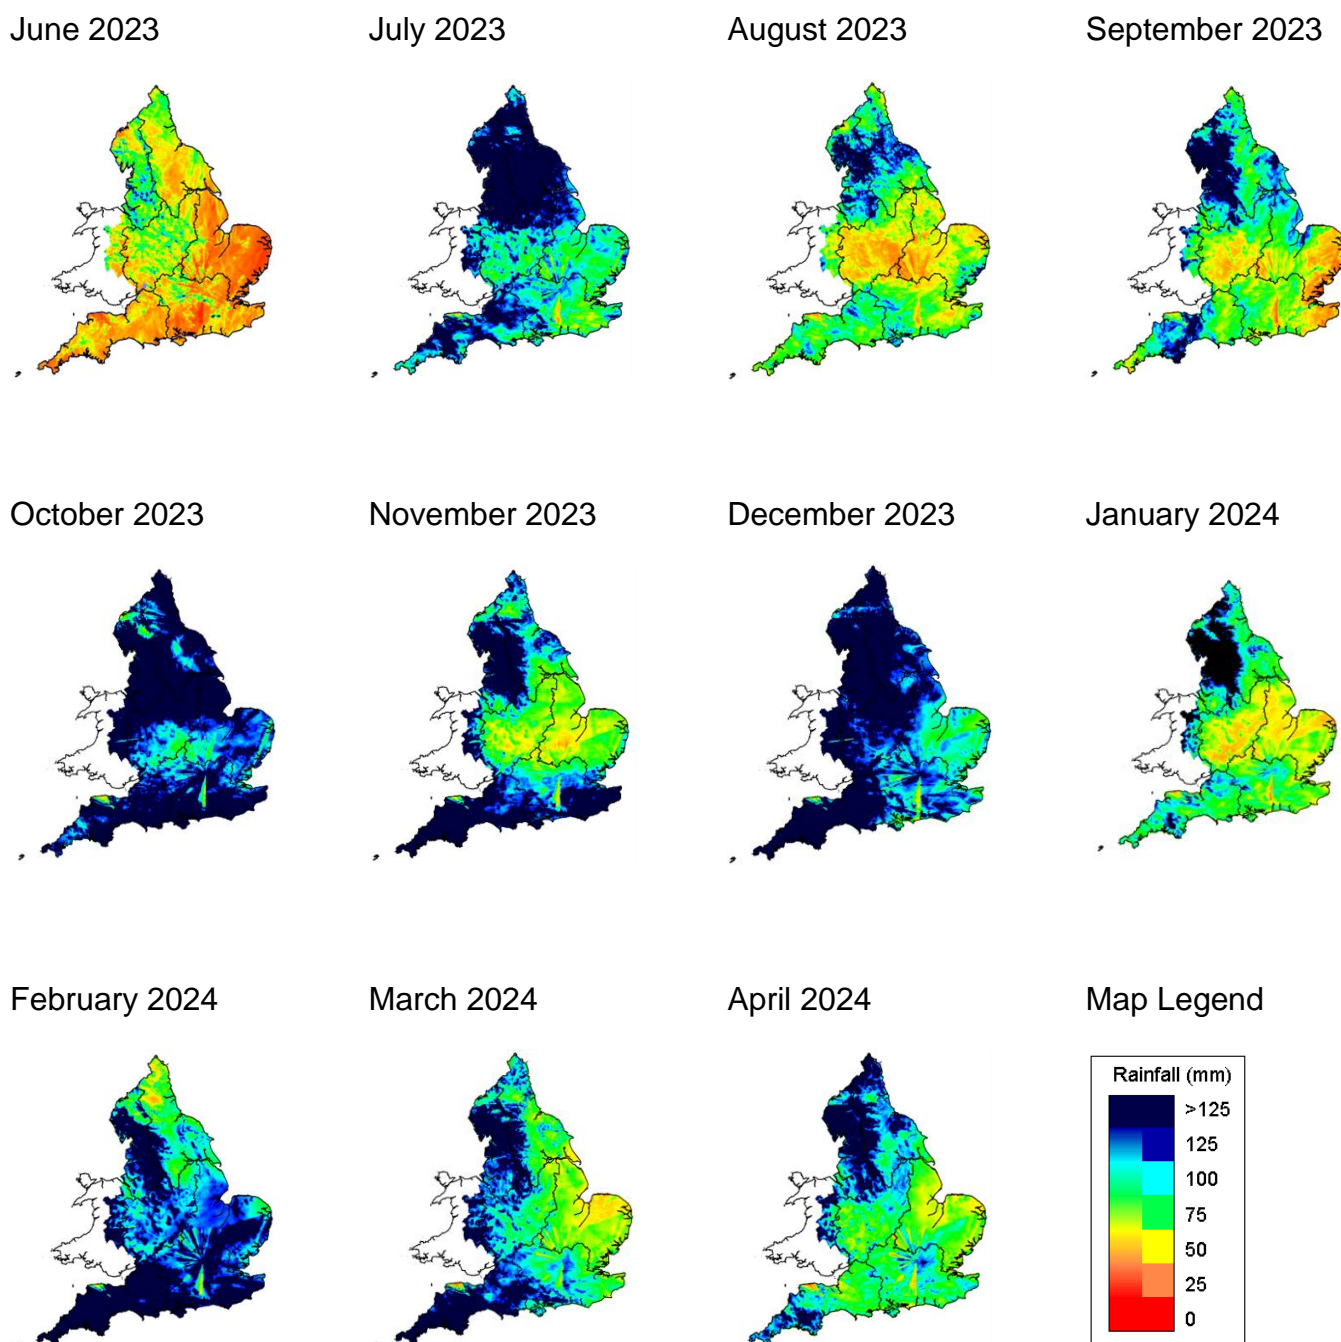 June 2023
July 2023
August 2023
September 2023
October 2023
November 2023
December 2023
January 2024
February 2024
March 2024
April 2024
Map Legend
Rainfall (mm)
>125
125
100
75
50
25
0